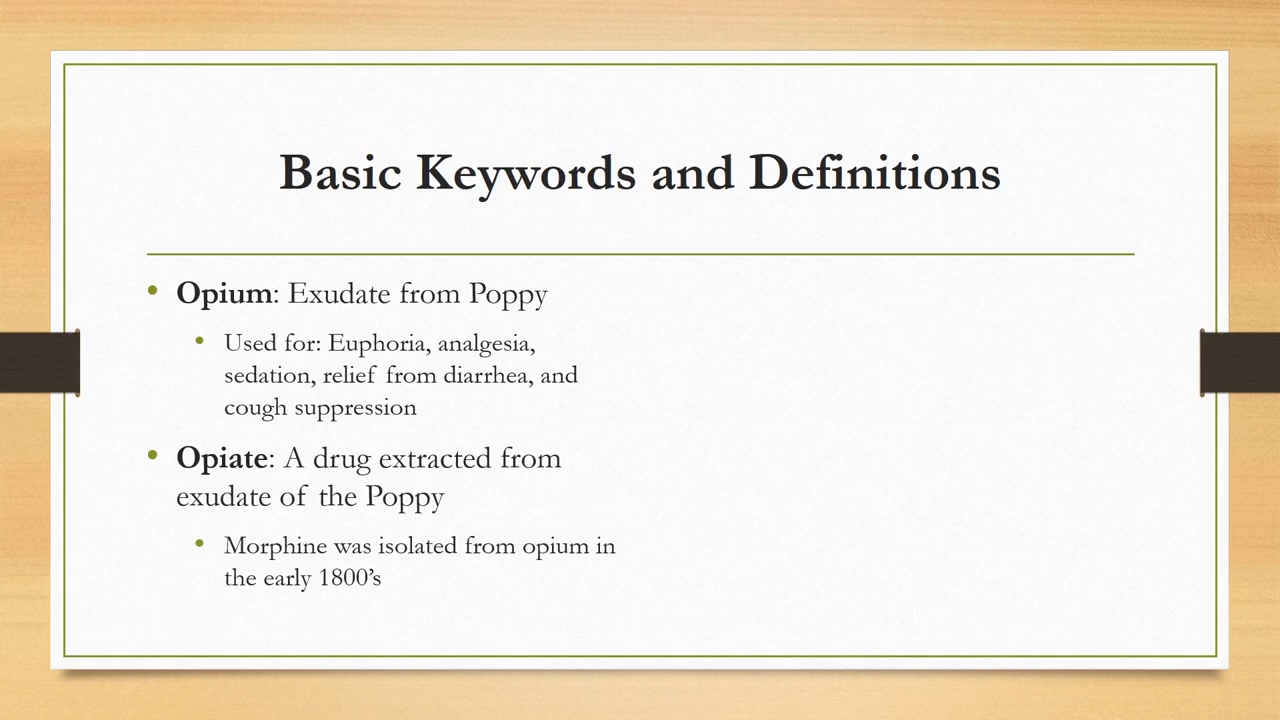 Basic Keywords and Definitions
• Opium: Exudate from Poppy
• Used for: Euphoria, analgesia,
sedation, relief from diarrhea, and
cough suppression
• Opiate: A drug extracted from
exudate of the Poppy
• Morphine was isolated from opium in
the early 1800’s